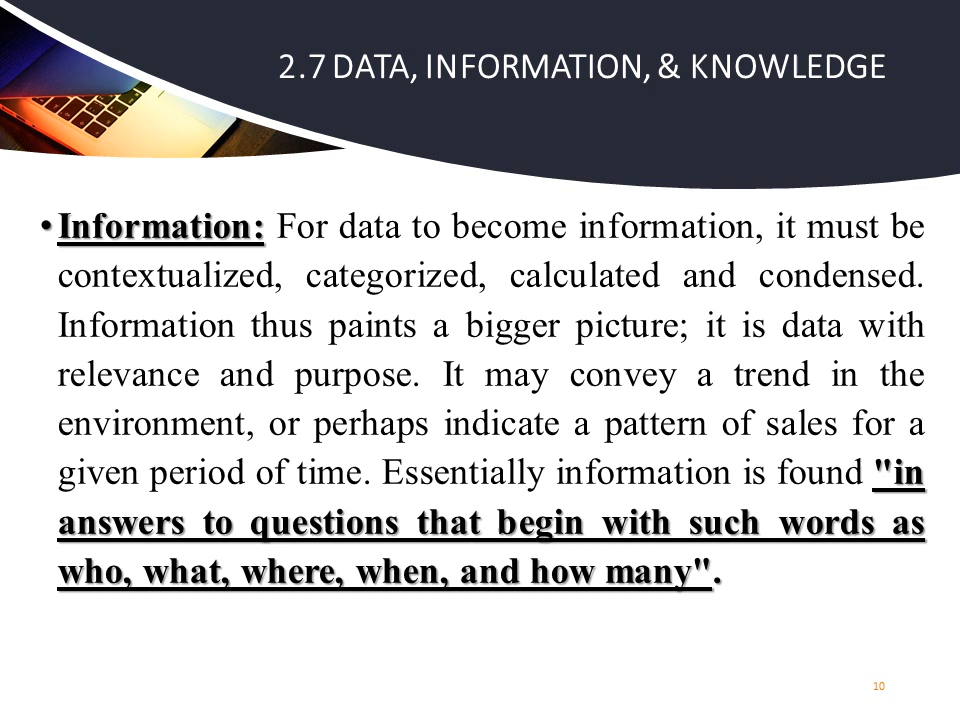 2.7 DATA, INFORMATION, & KNOWLEDGE
•Information: For data to become information, it must be
contextualized, categorized, calculated and condensed.
Information thus paints a bigger picture; it is data with
relevance and purpose. It may convey a trend in the
environment, or perhaps indicate a pattern of sales for a
given period of time. Essentially information is found "in
answers to questions that begin with such words as
who, what, where, when, and how many".
10